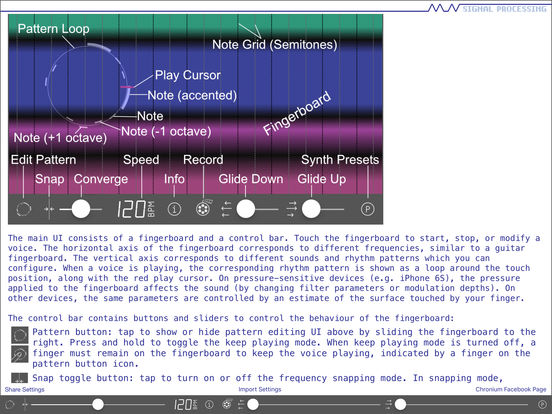 SIGNAL PROCESSING
Pattern Loop
Note Grid (Semitones)
Play Cursor
Note (accented)
Fingerboard
Note
Note (-1 octave)
Note (+1 octave)
Edit Pattern Speed Record Synth Presets
Snap Converge Info Glide Down Glide Up
120 BPM
The main UI consists of a fingerboard and a control bar. Touch the fingerboard to start, stop, or modify a
voice. The horizontal axis of the fingerboard corresponds to different frequencies, similar to a guitar
fingerboard. The vertical axis corresponds to different sounds and rhythm patterns which you can
configure. When a voice is playing, the corresponding rhythm pattern is shown as a loop around the touch
position, along with the red play cursor. On pressure-sensitive devices (e.g. iPhone 6S), the pressure
applied to the fingerboard affects the sound (by changing filter parameters or modulation depths). On
other devices, the same parameters are controlled by an estimate of the surface touched by your finger.
The control bar contains buttons and sliders to control the behaviour of the fingerboard:
Pattern button: tap to show or hide pattern editing UI above by sliding the fingerboard to the
right. Press and hold to toggle the keep playing mode. When keep playing mode is turned off, a
finger must remain on the fingerboard to keep the voice playing, indicated by a finger on the
pattern button icon.
Snap toggle button: tap to turn on or off the frequency snapping mode. In snapping mode,
Share Settings Import Settings Chronium Facebook Page
120 BPM